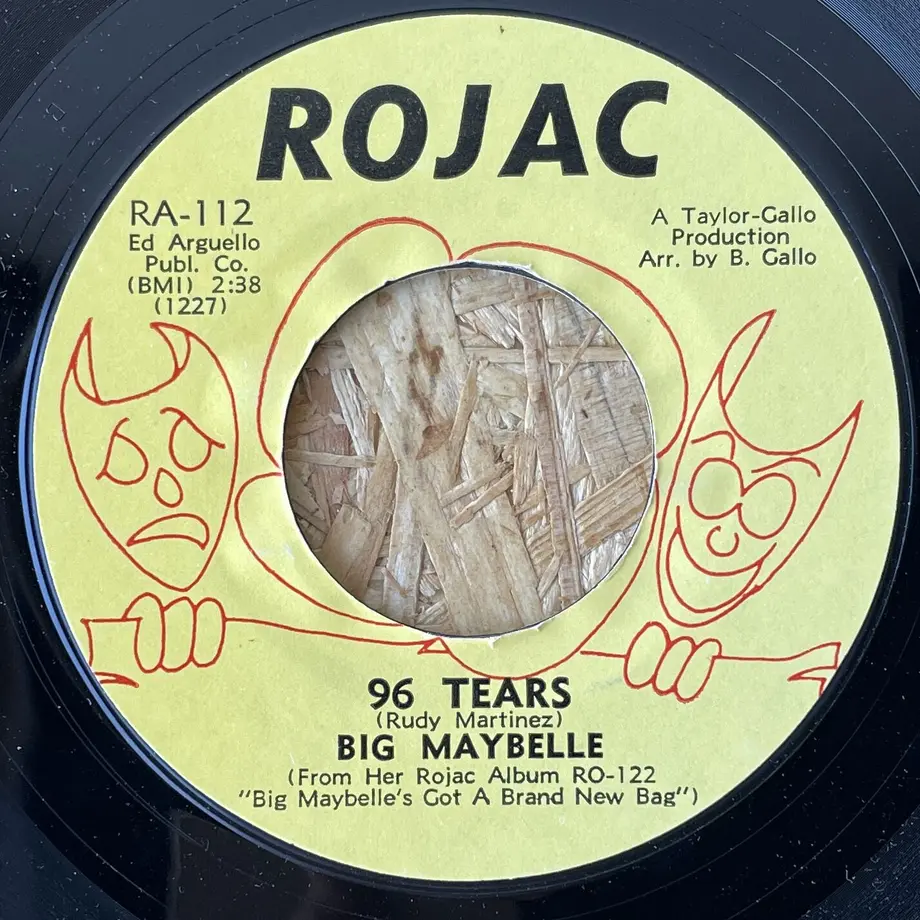 ROJAC
RA-112
Ed Arguello
Publ. Co.
(BMI) 2:38
(1227)
A Taylor-Gallo
Production
Arr. by B. Gallo
96 TEARS
(Rudy Martinez)
BIG MAYBELLE
(From Her Rojac Album RO-122
"Big Maybelle's Got A Brand New Bag")